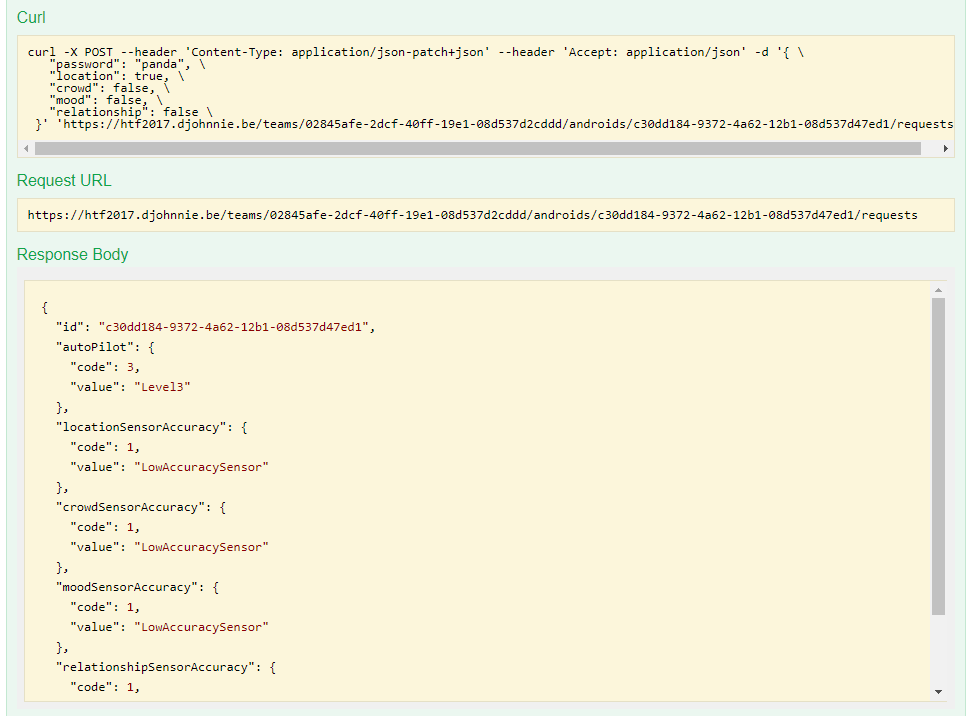 Curl
curl -X POST --header 'Content-Type: application/json-patch+json' --header 'Accept: application/json' -d '{ \
   "password": "panda", \
   "location": true, \
   "crowd": false, \
   "mood": false, \
   "relationship": false \
 }' 'https://htf2017.djohnnie.be/teams/02845afe-2dcf-40ff-19e1-08d537d2cddd/androids/c30dd184-9372-4a62-12b1-08d537d47ed1/requests
Request URL
https://htf2017.djohnnie.be/teams/02845afe-2dcf-40ff-19e1-08d537d2cddd/androids/c30dd184-9372-4a62-12b1-08d537d47ed1/requests
Response Body
{
  "id": "c30dd184-9372-4a62-12b1-08d537d47ed1",
  "autoPilot": {
    "code": 3,
    "value": "Level3"
  },
  "locationSensorAccuracy": {
    "code": 1,
    "value": "LowAccuracySensor"
  },
  "crowdSensorAccuracy": {
    "code": 1,
    "value": "LowAccuracySensor"
  },
  "moodSensorAccuracy": {
    "code": 1,
    "value": "LowAccuracySensor"
  },
  "relationshipSensorAccuracy": {
    "code": 1,